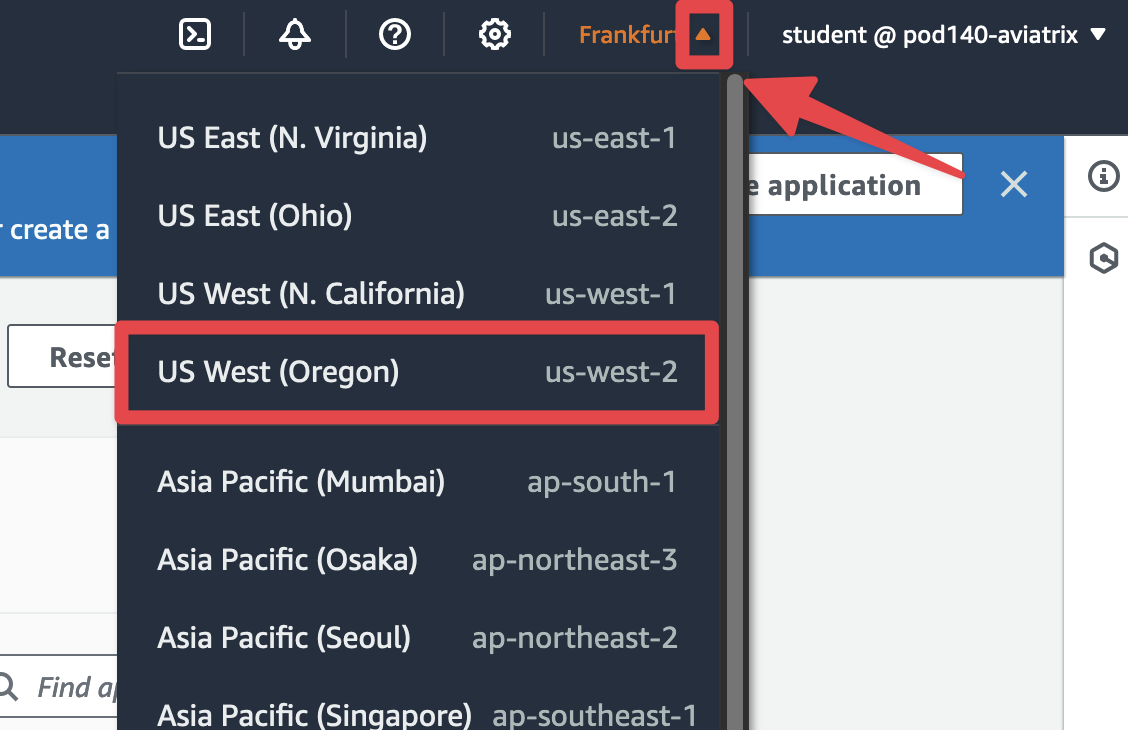 Frankfur
student @ pod140-aviatrix
US East (N. Virginia) us-east-1
e application
US East (Ohio) us-east-2
r create a
US West (N. California) us-west-1
Reset
US West (Oregon) us-west-2
Asia Pacific (Mumbai) ap-south-1
Asia Pacific (Osaka) ap-northeast-3
Asia Pacific (Seoul) ap-northeast-2
Find ap
Asia Pacific (Singapore) ap-southeast-1